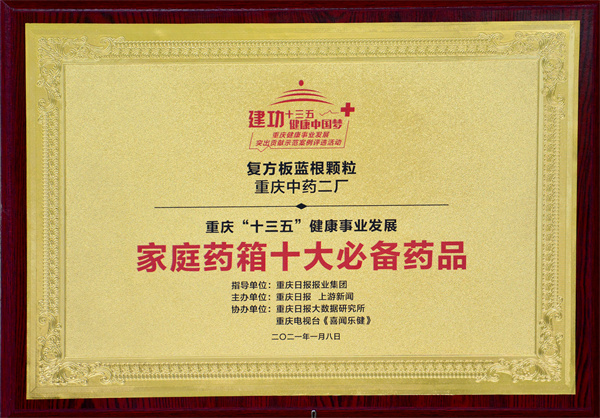 建功十三五
健康中国梦
重庆健康事业发展
突出贡献示范案例评选活动
复方板蓝根颗粒
重庆中药二厂
重庆“十三五”健康事业发展
家庭药箱十大必备药品
指导单位：重庆日报报业集团
主办单位：重庆日报 上游新闻
协办单位：重庆日报大数据研究所
重庆电视台《喜闻乐健》
二〇二一年一月八日